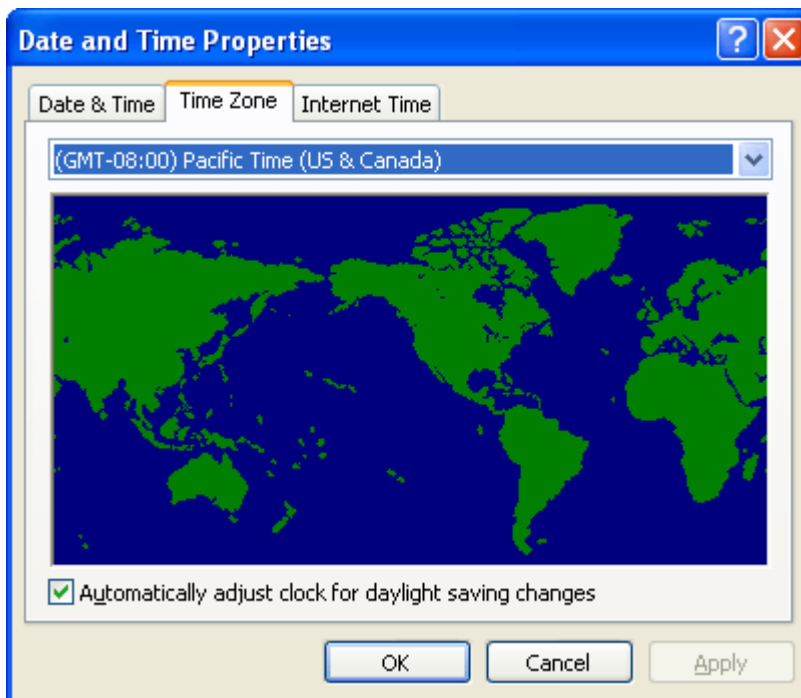 Date and Time Properties
Date & Time
Time Zone
Internet Time
(GMT-08:00) Pacific Time (US & Canada)
Automatically adjust clock for daylight saving changes
OK
Cancel
Apply